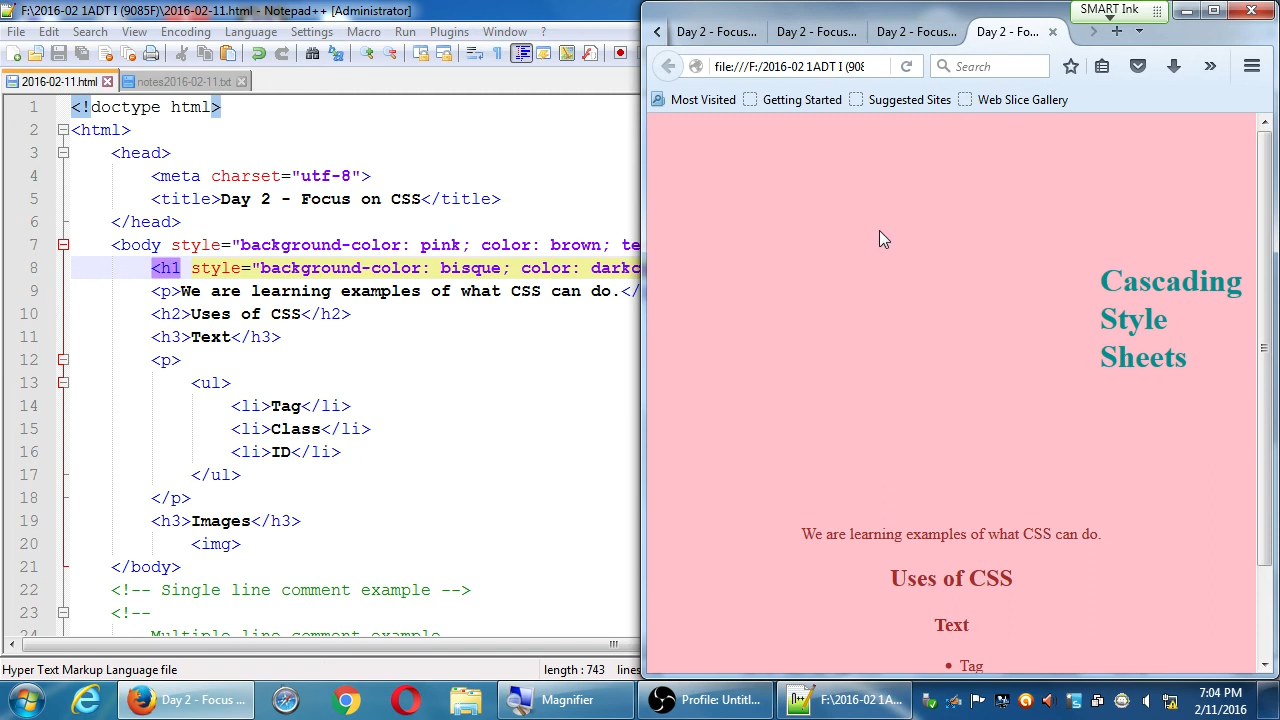 F:\2016-02 1ADT I (9085F)\2016-02-11.html - Notepad++ [Administrator]
File Edit Search View Encoding Language Settings Macro Run Plugins Window ?
2016-02-11.html notes2016-02-11.txt
1 <!doctype html>
2 <html>
3 <head>
4 <meta charset="utf-8">
5 <title>Day 2 - Focus on CSS</title>
6 </head>
7 <body style="background-color: pink; color: brown; te
8 <h1 style="background-color: bisque; color: darkc
9 <p>We are learning examples of what CSS can do.</
10 <h2>Uses of CSS</h2>
11 <h3>Text</h3>
12 <p>
13 <ul>
14 <li>Tag</li>
15 <li>Class</li>
16 <li>ID</li>
17 </ul>
18 </p>
19 <h3>Images</h3>
20 <img>
21 </body>
22 <!-- Single line comment example -->
23 <!--
24 Multiple line comment example
Hyper Text Markup Language file length : 743 lines
SMART Ink
Day 2 - Focus... Day 2 - Focus... Day 2 - Focus... Day 2 - Fo...
file:///F:/2016-02 1ADT I (908 Search
Most Visited Getting Started Suggested Sites Web Slice Gallery
Cascading
Style
Sheets
We are learning examples of what CSS can do.
Uses of CSS
Text
Tag
Day 2 - Focus ... Magnifier Profile: Untitl... F:\2016-02 1A... 7:04 PM
2/11/2016